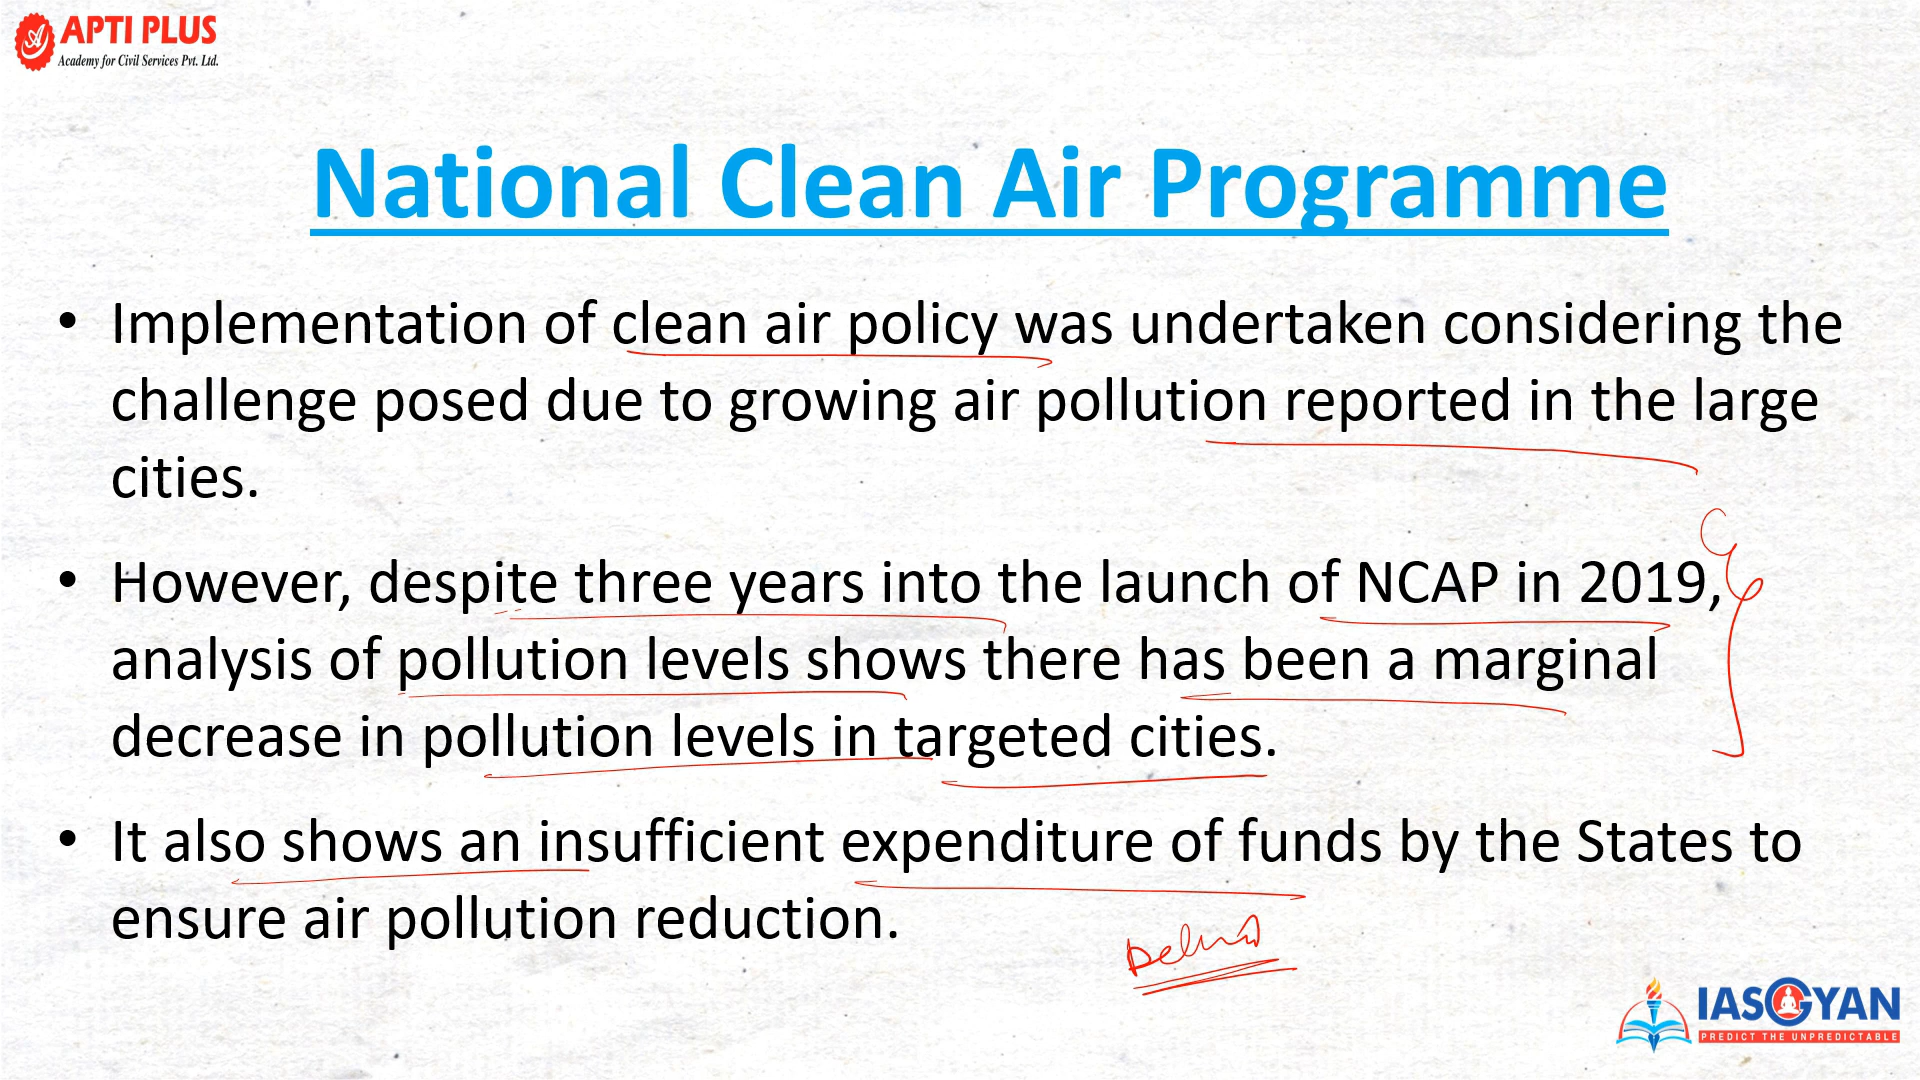 APTI PLUS
Academy for Civil Services Pvt. Ltd.
National Clean Air Programme
• Implementation of clean air policy was undertaken considering the
challenge posed due to growing air pollution reported in the large
cities.
• However, despite three years into the launch of NCAP in 2019,
analysis of pollution levels shows there has been a marginal
decrease in pollution levels in targeted cities.
• It also shows an insufficient expenditure of funds by the States to
ensure air pollution reduction.
IASGYAN
PREDICT THE UNPREDICTABLE